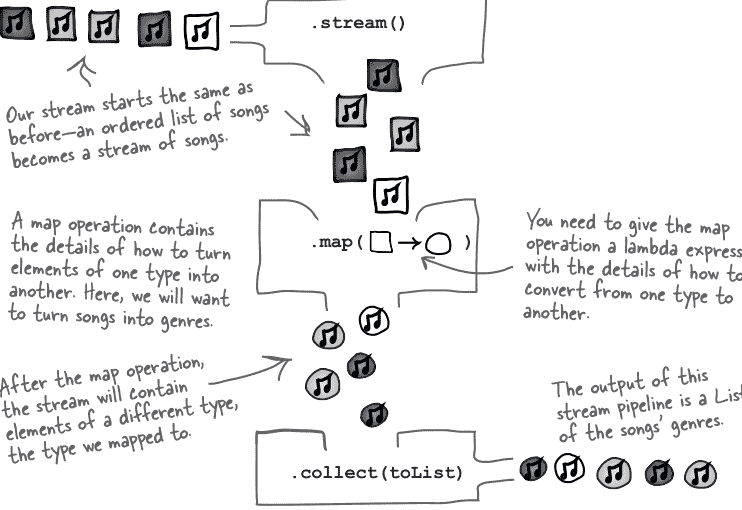 .stream()
Our stream starts the same as
before—an ordered list of songs
becomes a stream of songs.
A map operation contains
the details of how to turn
elements of one type into
another. Here, we will want
to turn songs into genres.
.map( → )
You need to give the map
operation a lambda express
with the details of how to
convert from one type to
another.
After the map operation,
the stream will contain
elements of a different type,
the type we mapped to.
The output of this
stream pipeline is a List
of the songs' genres.
.collect(toList)